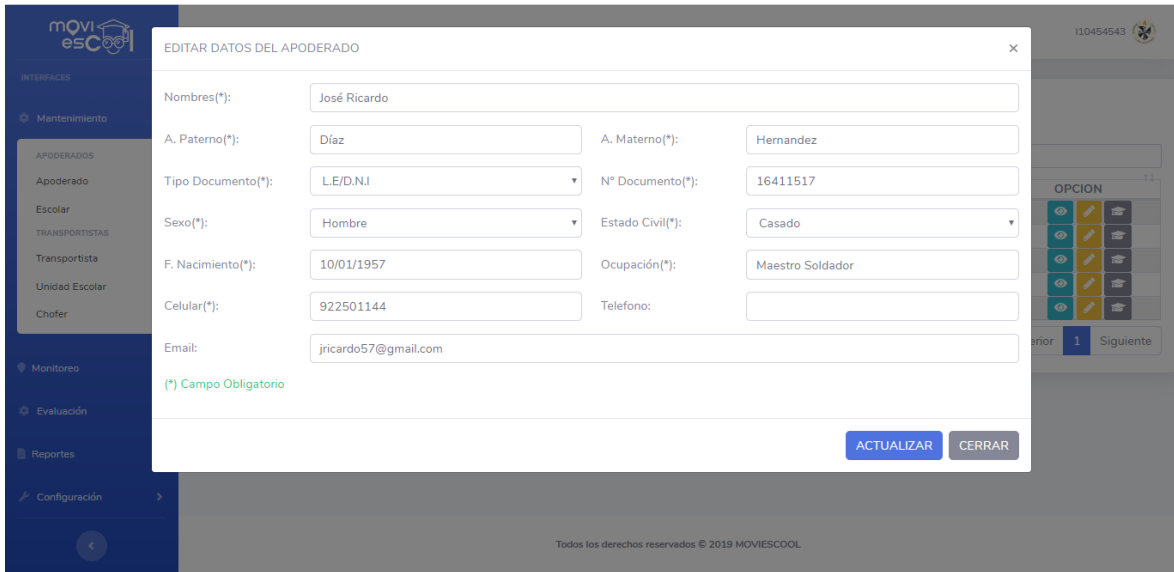 movi
escool
I10454543
INTERFACES
Mantenimiento
APODERADOS
Apoderado
Escolar
TRANSPORTISTAS
Transportista
Unidad Escolar
Chofer
Monitoreo
Evaluación
Reportes
Configuración
EDITAR DATOS DEL APODERADO ×
Nombres(*): José Ricardo
A. Paterno(*): Díaz A. Materno(*): Hernandez
Tipo Documento(*): L.E/D.N.I N° Documento(*): 16411517
Sexo(*): Hombre Estado Civil(*): Casado
F. Nacimiento(*): 10/01/1957 Ocupación(*): Maestro Soldador
Celular(*): 922501144 Telefono:
Email: jricardo57@gmail.com
(*) Campo Obligatorio
ACTUALIZAR CERRAR
OPCION
erior 1 Siguiente
Todos los derechos reservados © 2019 MOVIESCOOL